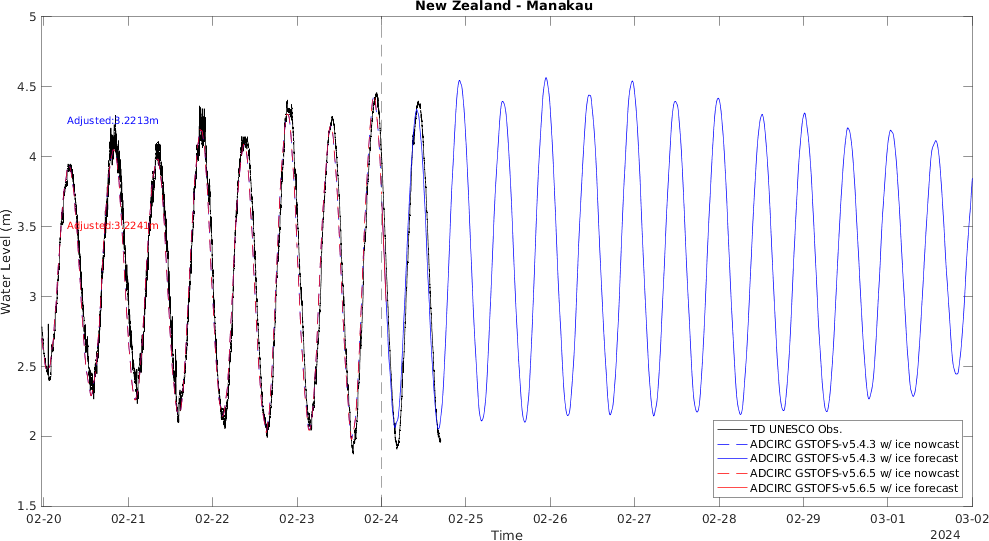 New Zealand - Manakau
5
4.5
4
3.5
3
2.5
2
1.5
Water Level (m)
Adjusted:3.2213m
Adjusted:3.2241m
TD UNESCO Obs.
ADCIRC GSTOFS-v5.4.3 w/ ice nowcast
ADCIRC GSTOFS-v5.4.3 w/ ice forecast
ADCIRC GSTOFS-v5.6.5 w/ ice nowcast
ADCIRC GSTOFS-v5.6.5 w/ ice forecast
02-20 02-21 02-22 02-23 02-24 02-25 02-26 02-27 02-28 02-29 03-01 03-02
Time
2024